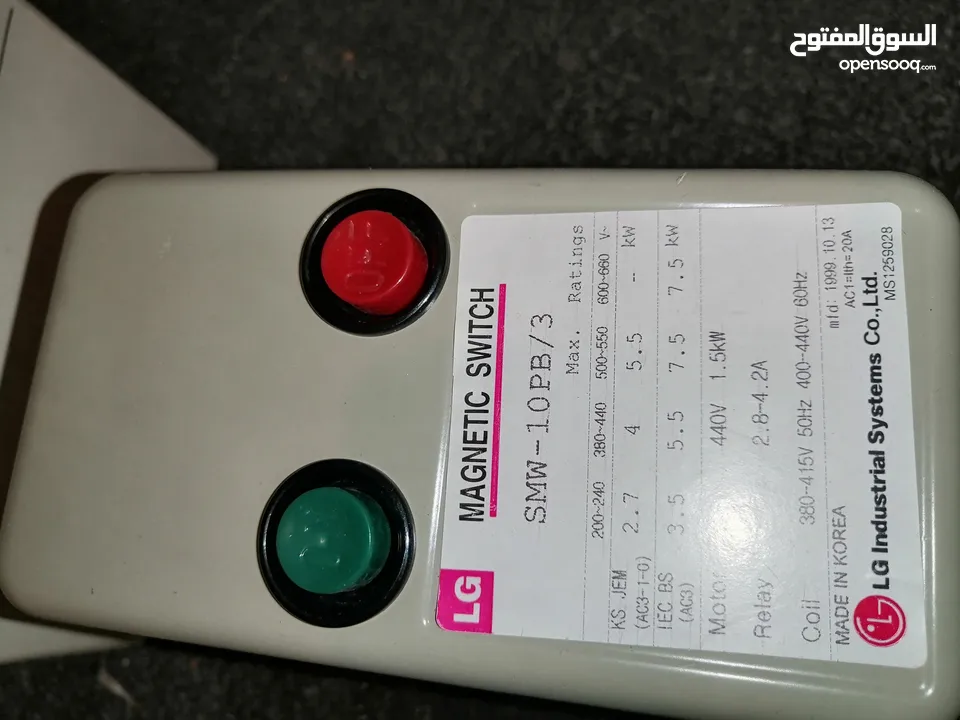 السوق المفتوح
opensooq.com
OFF
LG
MAGNETIC SWITCH
SMW-10PB/3
Max. Ratings
200~240 380~440 500~550 600~660 V~
KS JEM (AC3-1-0) 2.7 4 5.5 -- kW
IEC BS (AC3) 3.5 5.5 7.5 7.5 kW
Motor 440V 1.5kW
Relay 2.8-4.2A
Coil 380-415V 50Hz 400-440V 60Hz
MADE IN KOREA mfd: 1999.10.13
AC1=Ith=20A
LG Industrial Systems Co.,Ltd.
MS1259028